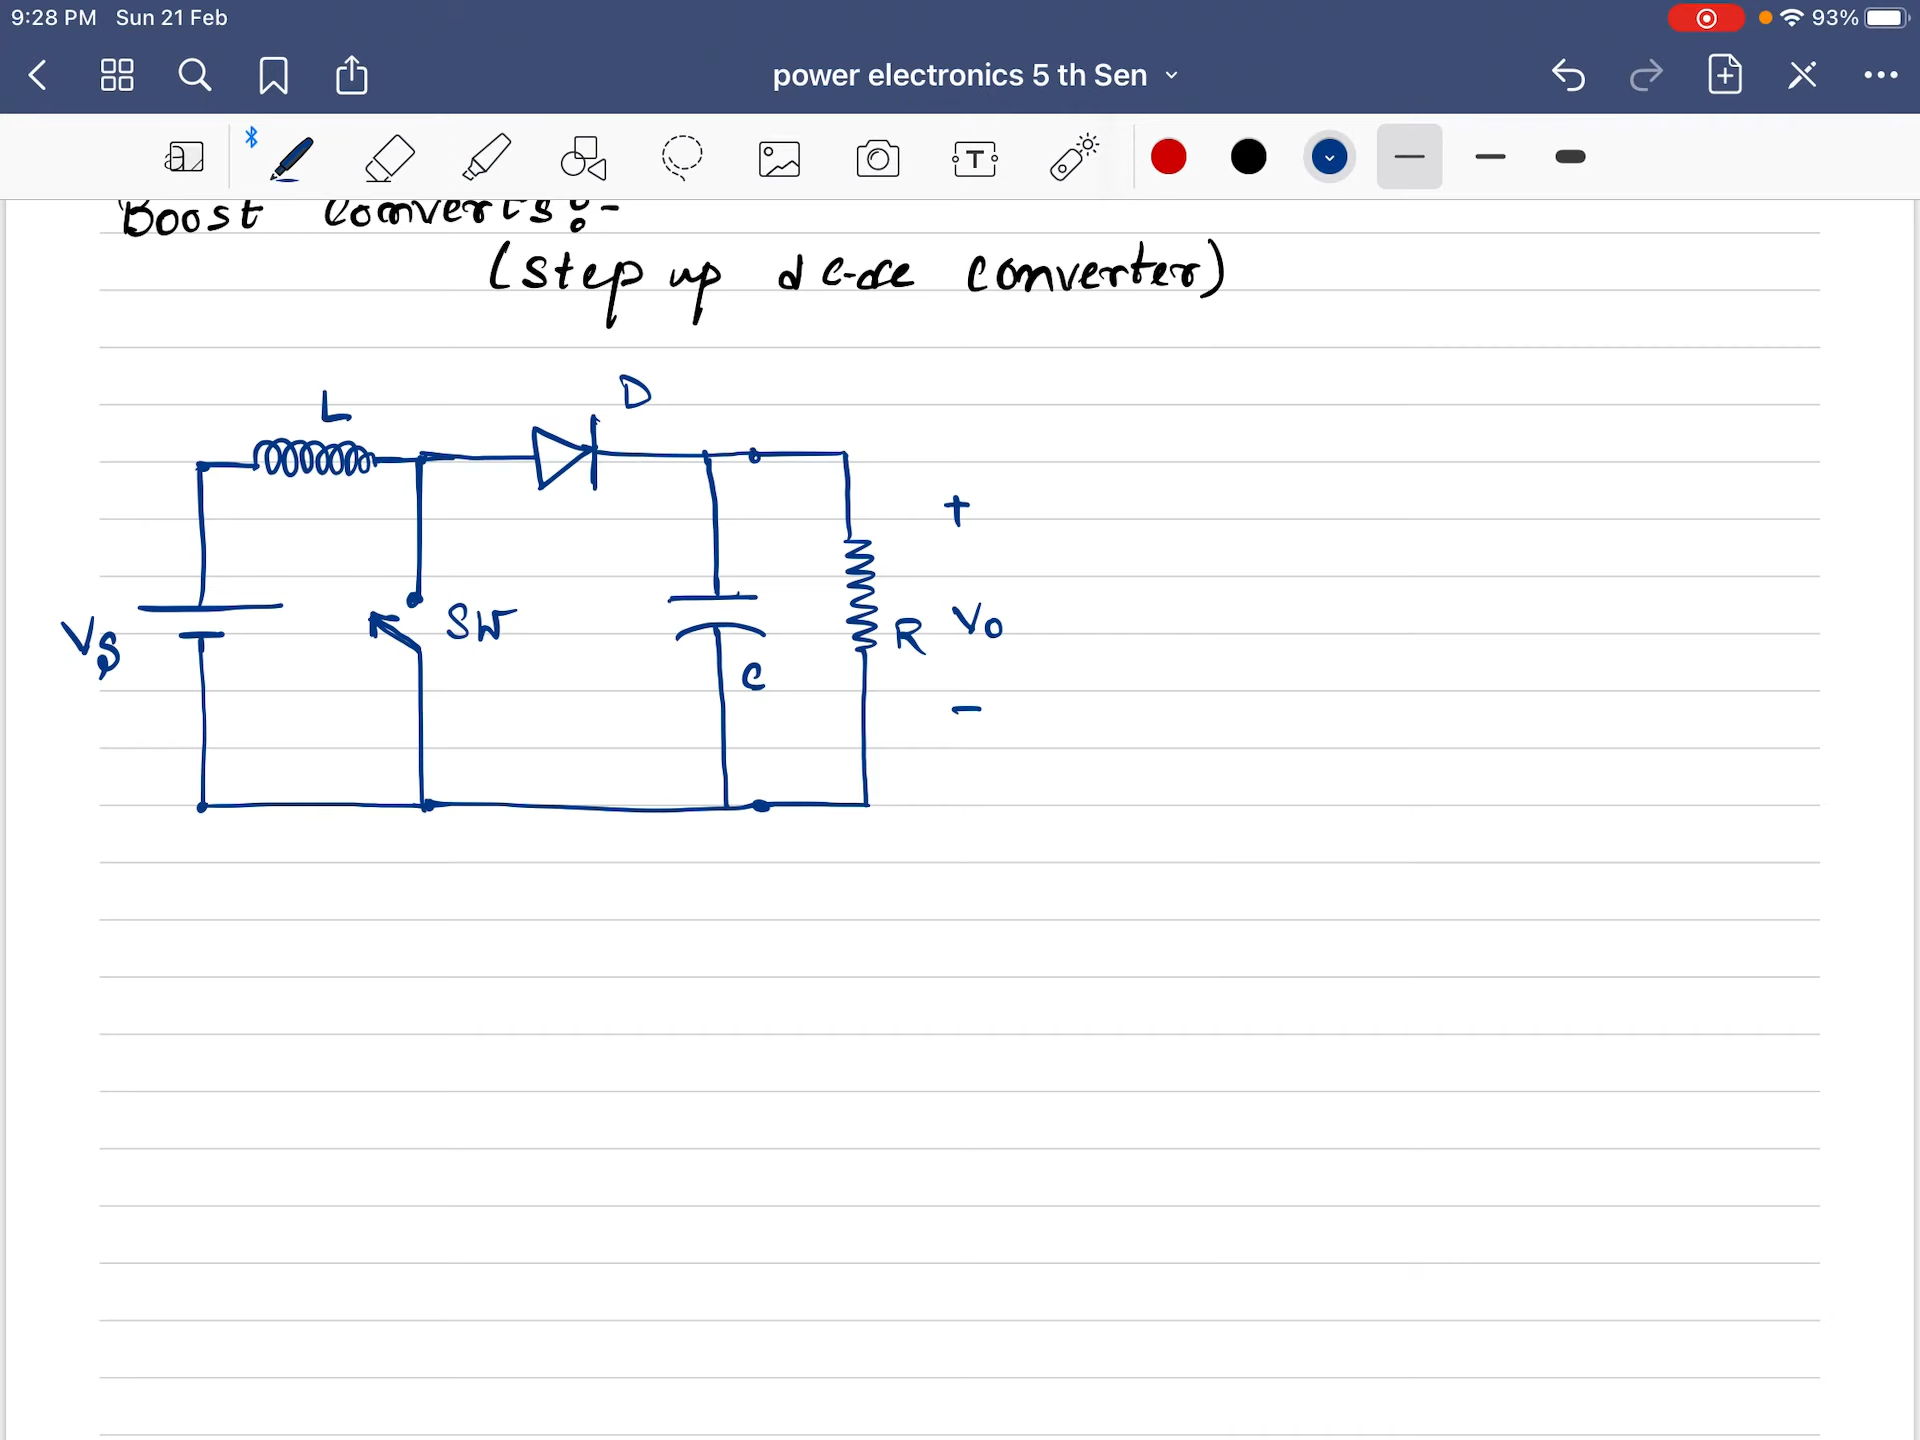 9:28 PM Sun 21 Feb 93%
power electronics 5 th Sen
T
Boost Converts:-
(step up dc-dc converter)
L
D
+
Vs
SW
R
Vo
C
-